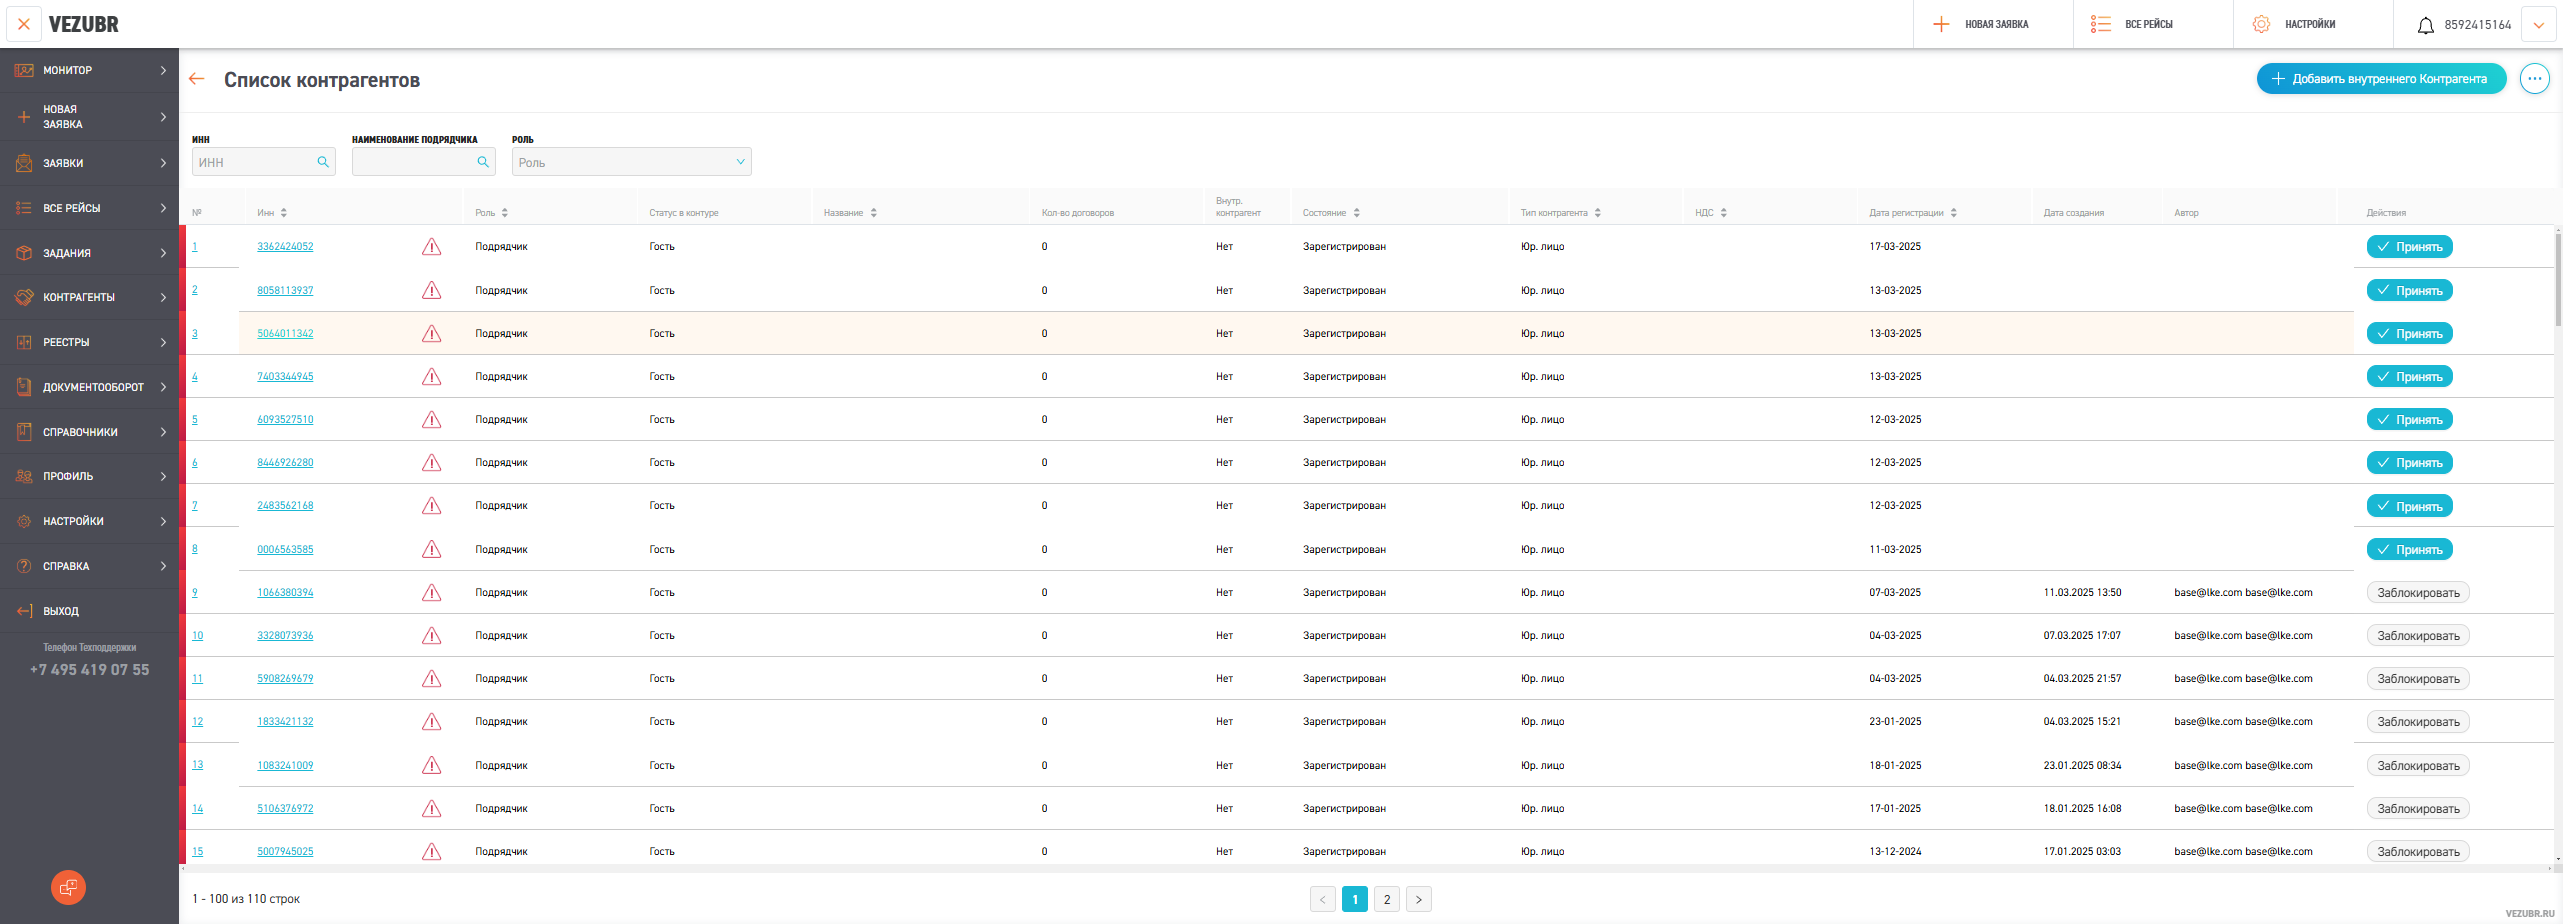 VEZUBR
НОВАЯ ЗАЯВКА
ВСЕ РЕЙСЫ
НАСТРОЙКИ
8592415164
МОНИТОР
НОВАЯ
ЗАЯВКА
ЗАЯВКИ
ВСЕ РЕЙСЫ
ЗАДАНИЯ
КОНТРАГЕНТЫ
РЕЕСТРЫ
ДОКУМЕНТООБОРОТ
СПРАВОЧНИКИ
ПРОФИЛЬ
НАСТРОЙКИ
СПРАВКА
ВЫХОД
Телефон Техподдержки
+7 495 419 07 55
Список контрагентов
Добавить внутреннего Контрагента
ИНН НАИМЕНОВАНИЕ ПОДРЯДЧИКА РОЛЬ
ИНН Роль
№ Инн Роль Статус в контуре Название Кол-во договоров Внутр. контрагент Состояние Тип контрагента НДС Дата регистрации Дата создания Автор Действия
1 3362424052 Подрядчик Гость 0 Нет Зарегистрирован Юр. лицо 17-03-2025 Принять
2 8058113937 Подрядчик Гость 0 Нет Зарегистрирован Юр. лицо 13-03-2025 Принять
3 5064011342 Подрядчик Гость 0 Нет Зарегистрирован Юр. лицо 13-03-2025 Принять
4 7403344945 Подрядчик Гость 0 Нет Зарегистрирован Юр. лицо 13-03-2025 Принять
5 6093527510 Подрядчик Гость 0 Нет Зарегистрирован Юр. лицо 12-03-2025 Принять
6 8446926280 Подрядчик Гость 0 Нет Зарегистрирован Юр. лицо 12-03-2025 Принять
7 2483562168 Подрядчик Гость 0 Нет Зарегистрирован Юр. лицо 12-03-2025 Принять
8 0006563585 Подрядчик Гость 0 Нет Зарегистрирован Юр. лицо 11-03-2025 Принять
9 1066380394 Подрядчик Гость 0 Нет Зарегистрирован Юр. лицо 07-03-2025 11.03.2025 13:50 base@lke.com base@lke.com Заблокировать
10 3328073936 Подрядчик Гость 0 Нет Зарегистрирован Юр. лицо 04-03-2025 07.03.2025 17:07 base@lke.com base@lke.com Заблокировать
11 5908269679 Подрядчик Гость 0 Нет Зарегистрирован Юр. лицо 04-03-2025 04.03.2025 21:57 base@lke.com base@lke.com Заблокировать
12 1833421132 Подрядчик Гость 0 Нет Зарегистрирован Юр. лицо 23-01-2025 04.03.2025 15:21 base@lke.com base@lke.com Заблокировать
13 1083241009 Подрядчик Гость 0 Нет Зарегистрирован Юр. лицо 18-01-2025 23.01.2025 08:34 base@lke.com base@lke.com Заблокировать
14 5106376972 Подрядчик Гость 0 Нет Зарегистрирован Юр. лицо 17-01-2025 18.01.2025 16:08 base@lke.com base@lke.com Заблокировать
15 5007945025 Подрядчик Гость 0 Нет Зарегистрирован Юр. лицо 13-12-2024 17.01.2025 03:03 base@lke.com base@lke.com Заблокировать
1 - 100 из 110 строк
1 2
VEZUBR.RU